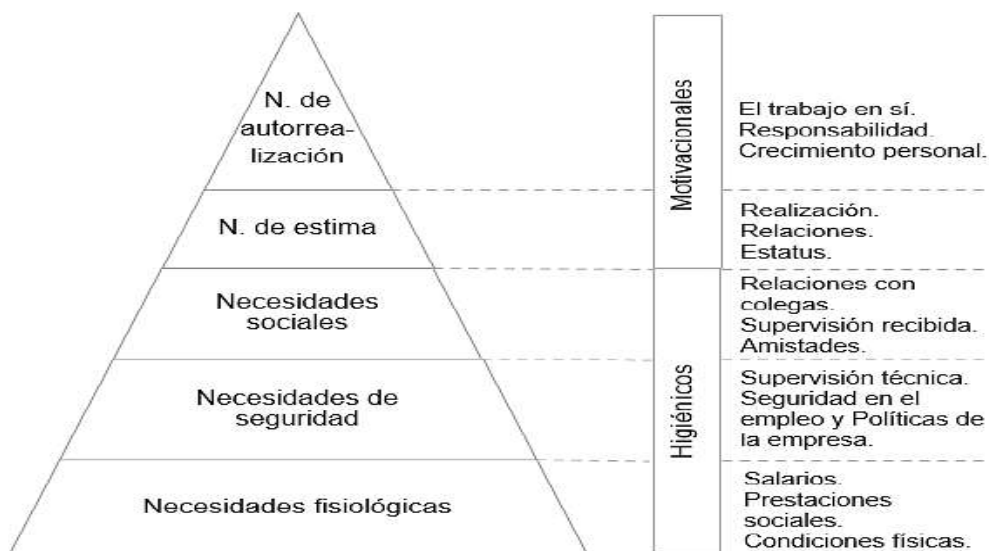 N. de
autorrea-
lización
N. de estima
Necesidades
sociales
Necesidades de
seguridad
Necesidades fisiológicas
Motivacionales
Higiénicos
El trabajo en sí.
Responsabilidad.
Crecimiento personal.
Realización.
Relaciones.
Estatus.
Relaciones con
colegas.
Supervisión recibida.
Amistades.
Supervisión técnica.
Seguridad en el
empleo y Políticas de
la empresa.
Salarios.
Prestaciones
sociales.
Condiciones físicas.